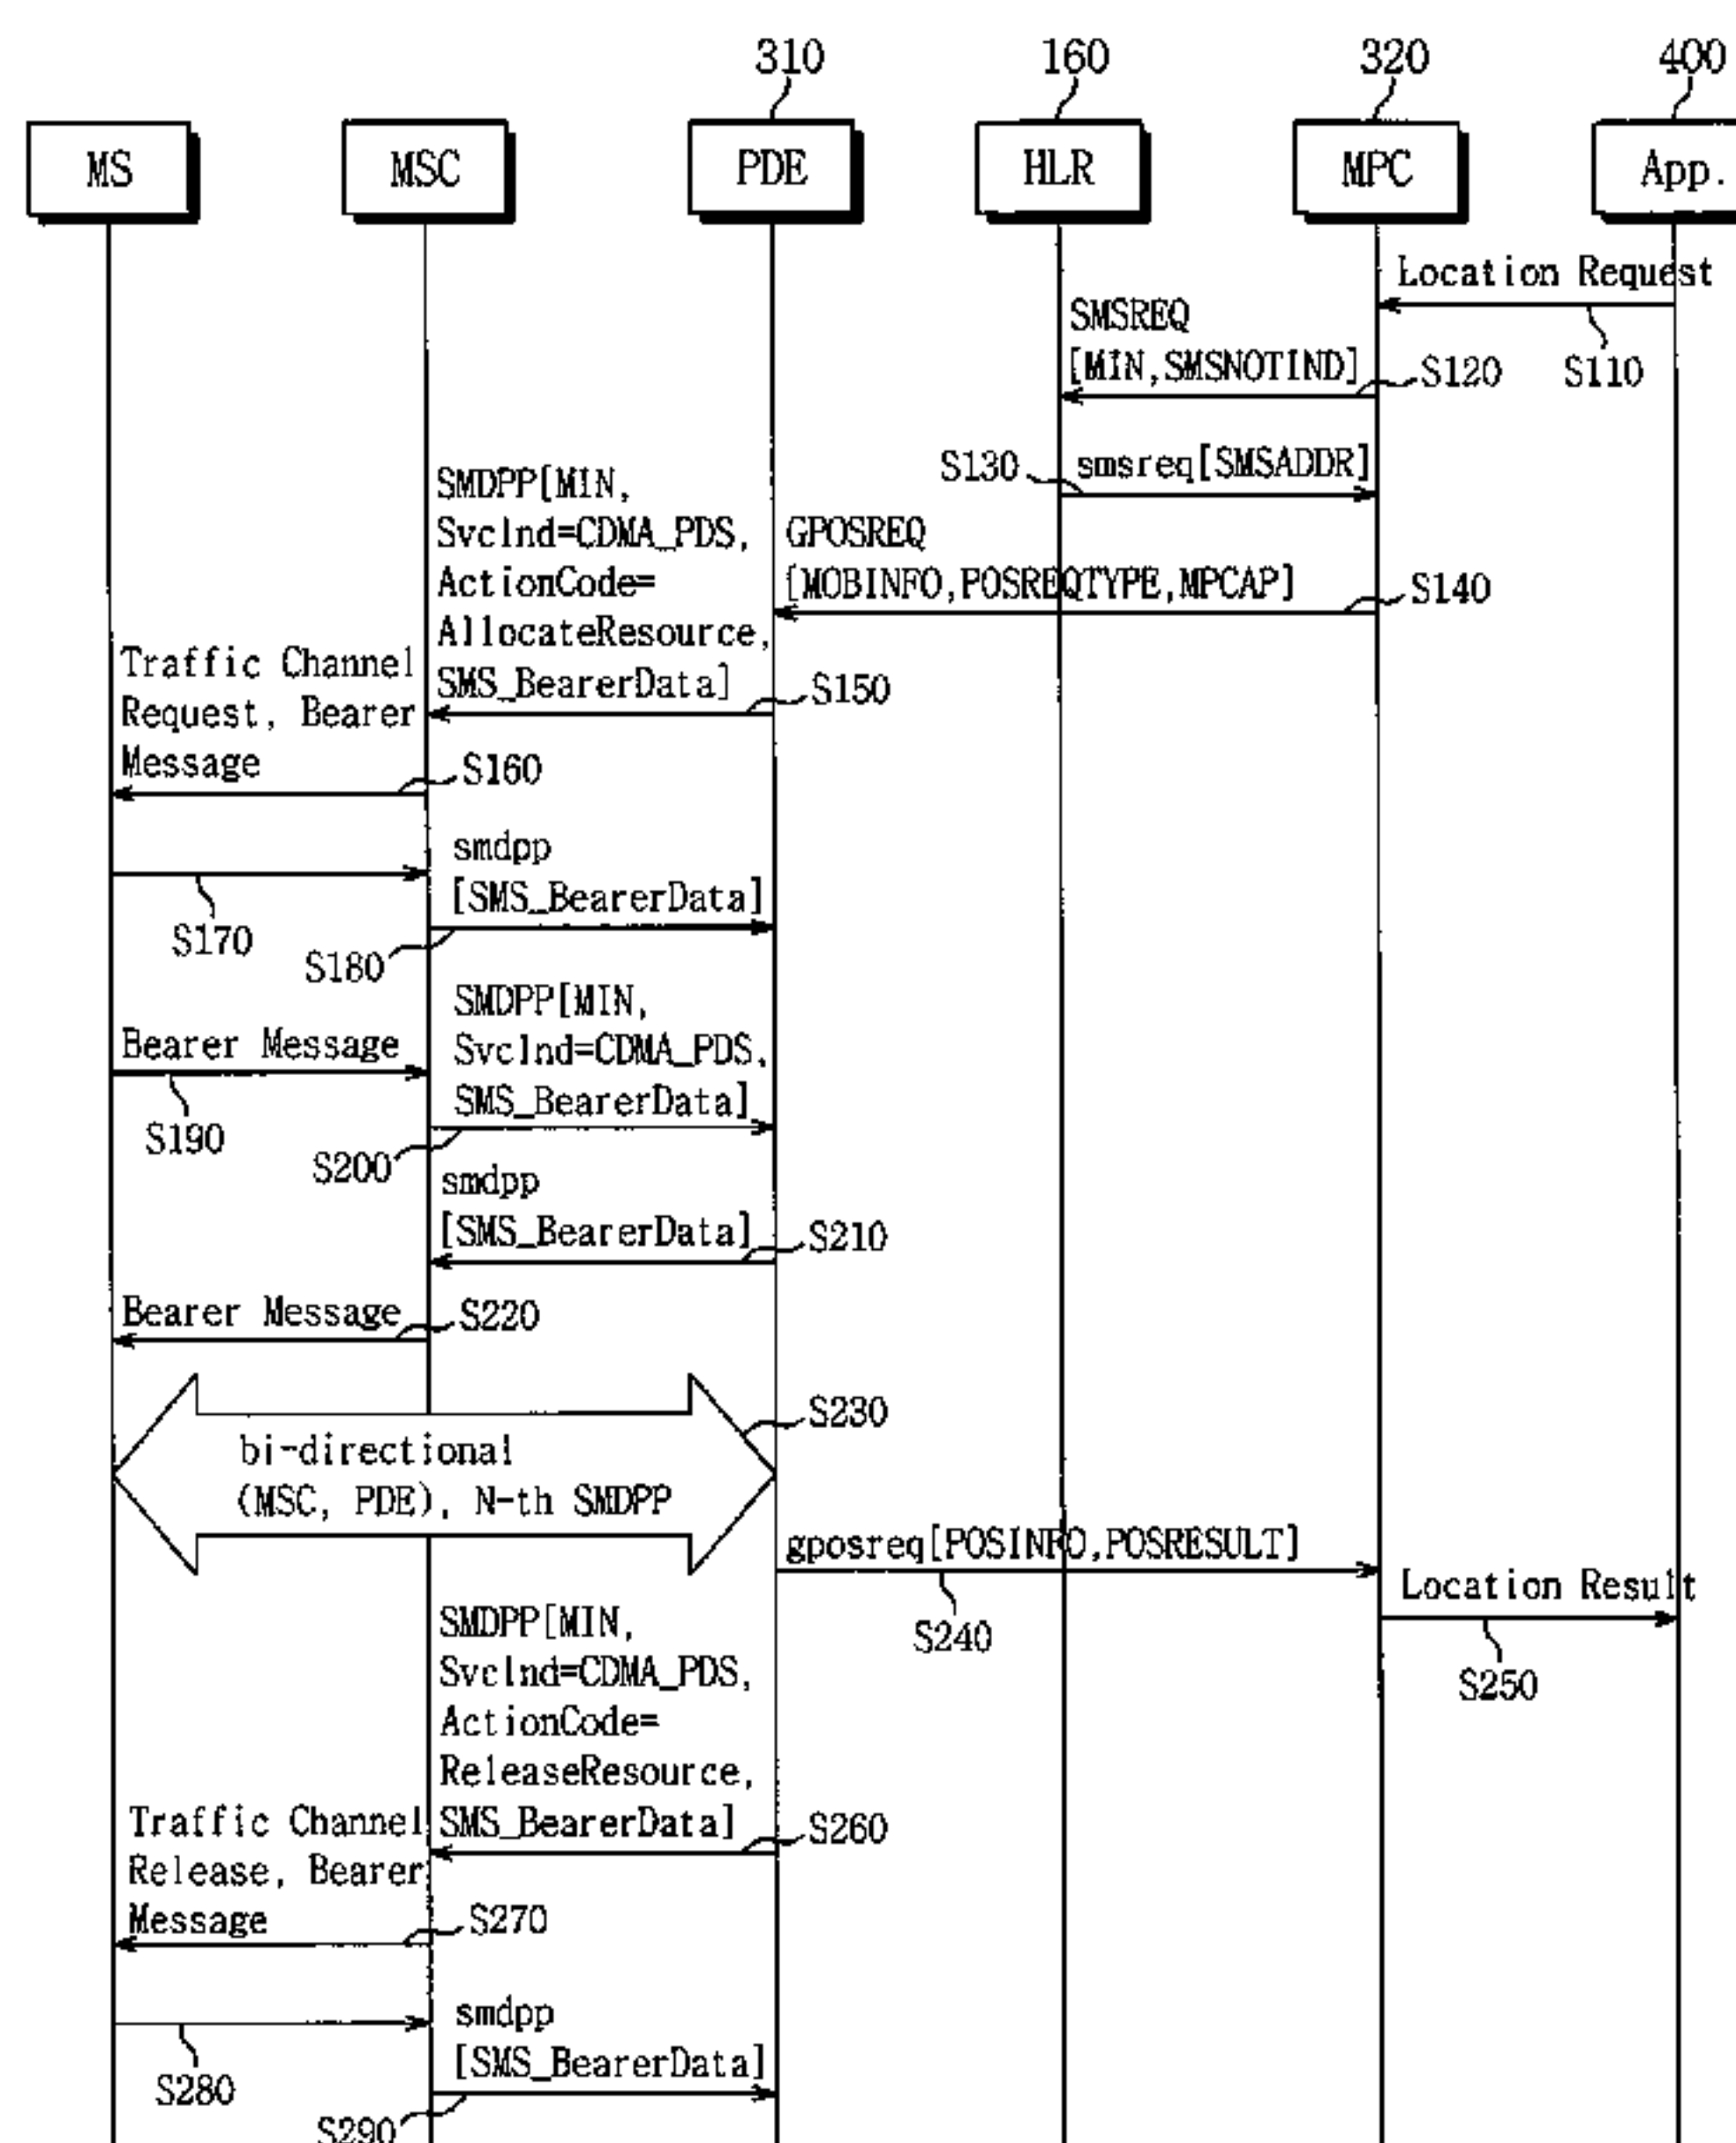 310
160
320
400
MS
MSC
PDE
HLR
MPC
App.
Location Request
S110
SMSREQ
[MIN,SMSNOTIND]
S120
S130
smsreq[SMSADDR]
SMDPP[MIN,
SvcInd=CDMA_PDS,
ActionCode=
AllocateResource,
SMS_BearerData]
S150
GPOSREQ
[MOBINFO,POSREQTYPE,MPCAP]
S140
Traffic Channel
Request, Bearer
Message
S160
S170
smdpp
[SMS_BearerData]
S180
Bearer Message
S190
SMDPP[MIN,
SvcInd=CDMA_PDS,
SMS_BearerData]
S200
smdpp
[SMS_BearerData]
S210
Bearer Message
S220
S230
bi-directional
(MSC, PDE), N-th SMDPP
gposreq[POSINFO,POSRESULT]
S240
Location Result
S250
SMDPP[MIN,
SvcInd=CDMA_PDS,
ActionCode=
ReleaseResource,
SMS_BearerData]
S260
Traffic Channel
Release, Bearer
Message
S270
S280
smdpp
[SMS_BearerData]
S290